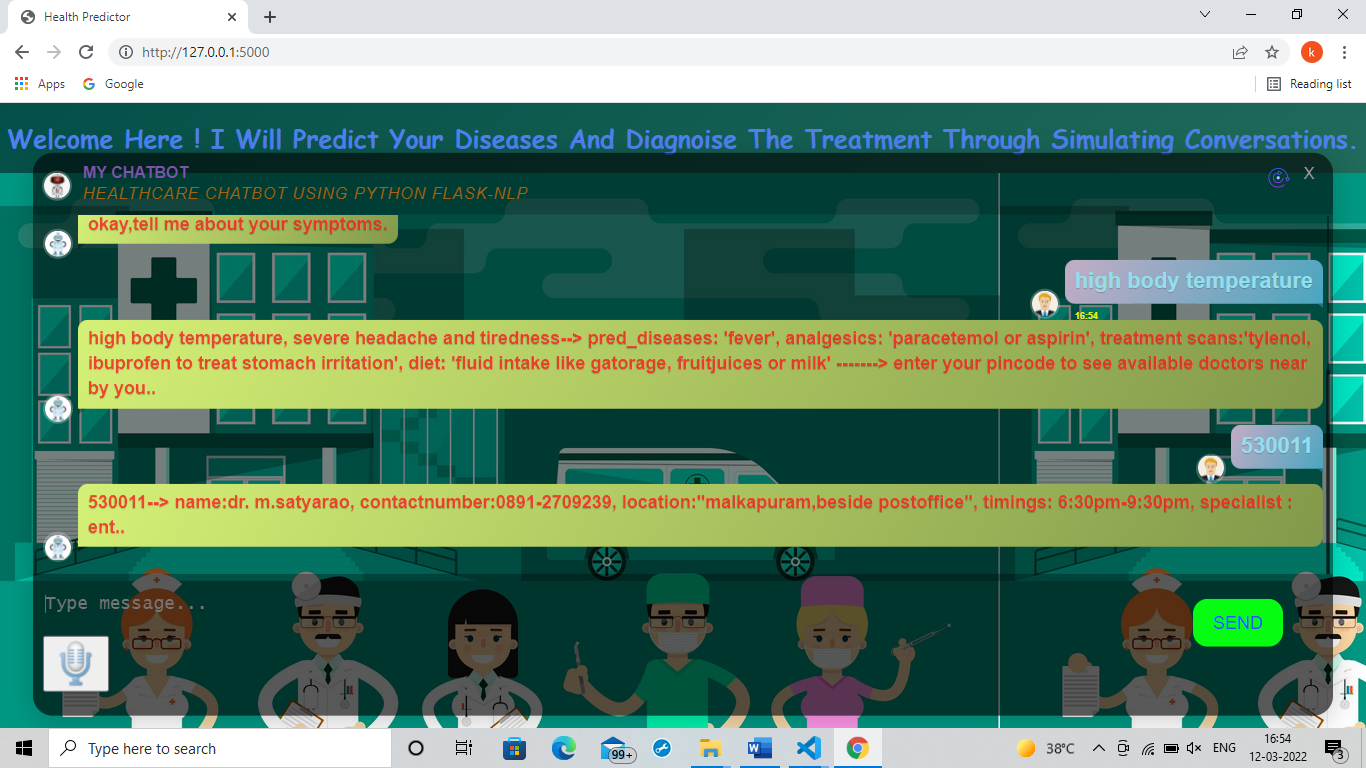 Health Predictor
http://127.0.0.1:5000
k
Apps
Google
Reading list
Welcome Here ! I Will Predict Your Diseases And Diagnoise The Treatment Through Simulating Conversations.
MY CHATBOT
X
HEALTHCARE CHATBOT USING PYTHON FLASK-NLP
okay,tell me about your symptoms.
high body temperature
16:54
high body temperature, severe headache and tiredness--> pred_diseases: 'fever', analgesics: 'paracetemol or aspirin', treatment scans:'tylenol,
ibuprofen to treat stomach irritation', diet: 'fluid intake like gatorage, fruitjuices or milk' -------> enter your pincode to see available doctors near
by you..
530011
530011--> name:dr. m.satyarao, contactnumber:0891-2709239, location:"malkapuram,beside postoffice", timings: 6:30pm-9:30pm, specialist :
ent..
Type message...
SEND
Type here to search
99+
38°C
ENG
16:54
12-03-2022
3